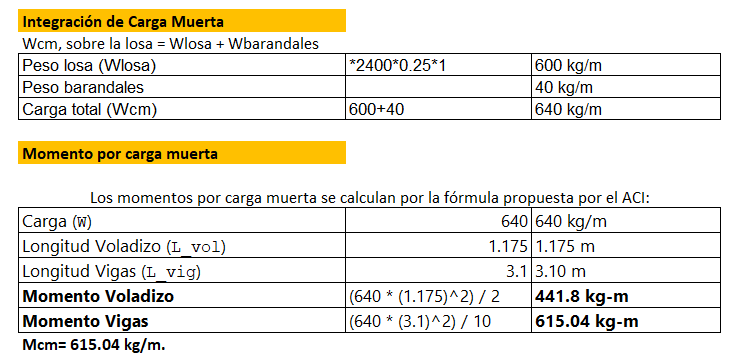 Integración de Carga Muerta
Wcm, sobre la losa = Wlosa + Wbarandales
Peso losa (Wlosa) *2400*0.25*1 600 kg/m
Peso barandales 40 kg/m
Carga total (Wcm) 600+40 640 kg/m
Momento por carga muerta
Los momentos por carga muerta se calculan por la fórmula propuesta por el ACI:
Carga (W) 640 640 kg/m
Longitud Voladizo (L_vol) 1.175 1.175 m
Longitud Vigas (L_vig) 3.1 3.10 m
Momento Voladizo (640 * (1.175)^2) / 2 441.8 kg-m
Momento Vigas (640 * (3.1)^2) / 10 615.04 kg-m
Mcm= 615.04 kg/m.